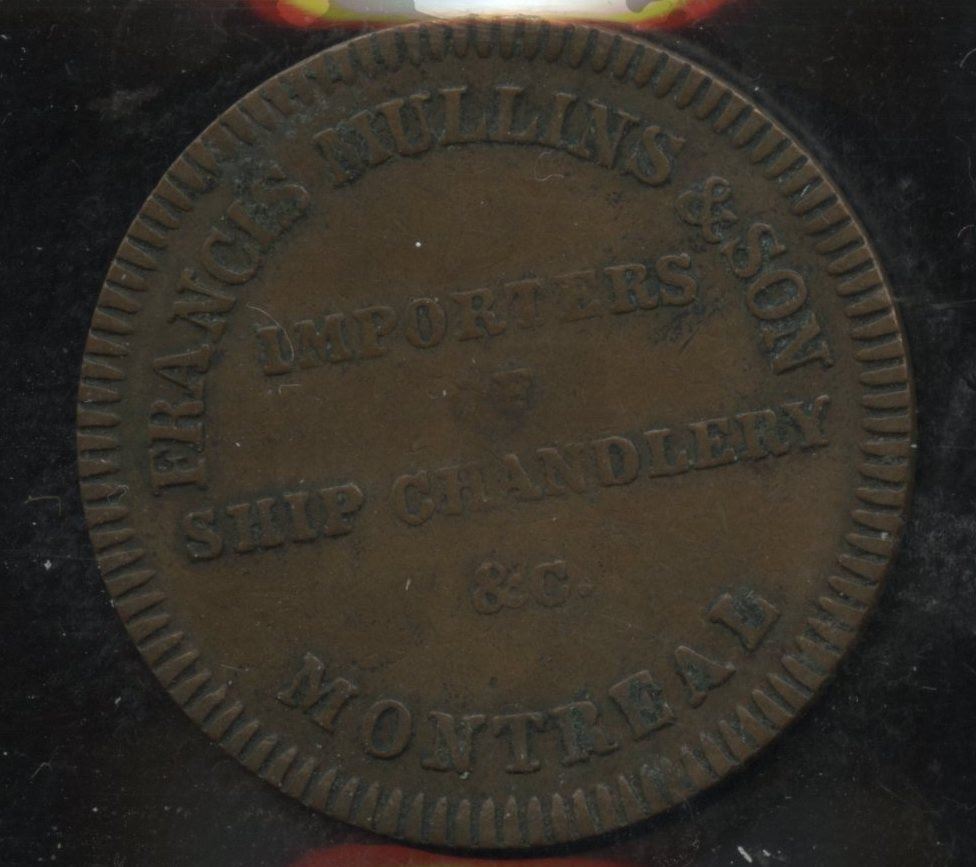 FRANCIS MULLINS & SON
IMPORTERS
OF
SHIP CHANDLERY
&C.
MONTREAL